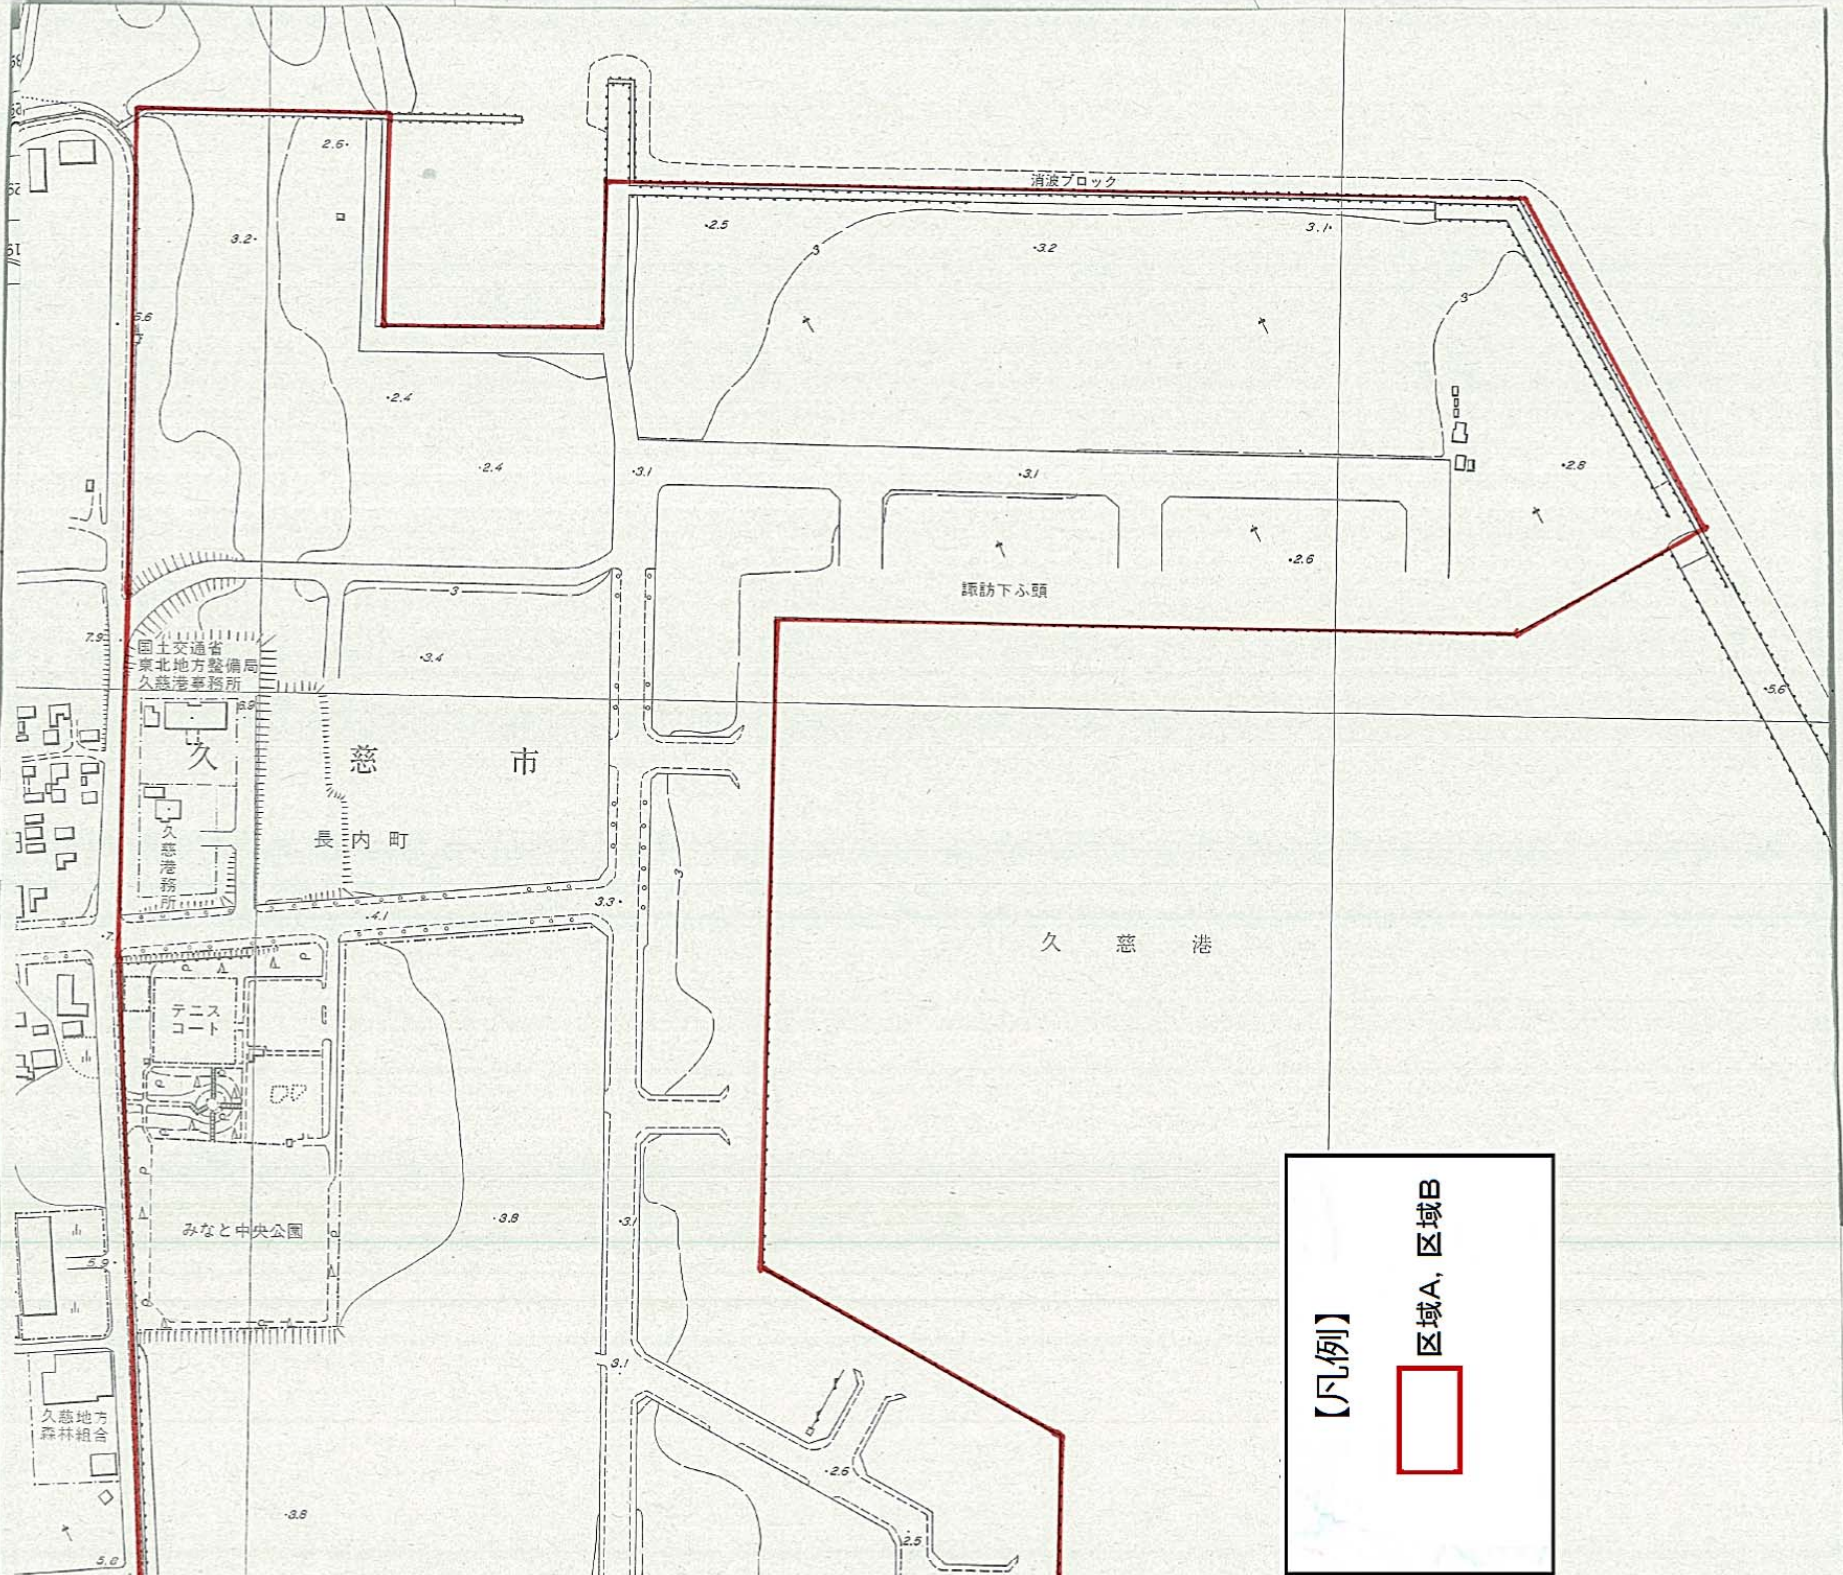 2.6
消波ブロック
3.2
2.5
3
3.2
3.1
5.6
3
2.4
2.4
3.1
3.1
2.8
2.6
諏訪下ふ頭
3
7.9
国土交通省
東北地方整備局
久慈港事務所
3.4
6.9
5.6
久慈市
長内町
久慈港務所
3
4.1
3.3
7.
久慈港
テニス
コート
みなと中央公園
3.8
3.1
5.9
3.1
【凡例】
区域A, 区域B
久慈地方
森林組合
2.6
3.8
2.5
5.8